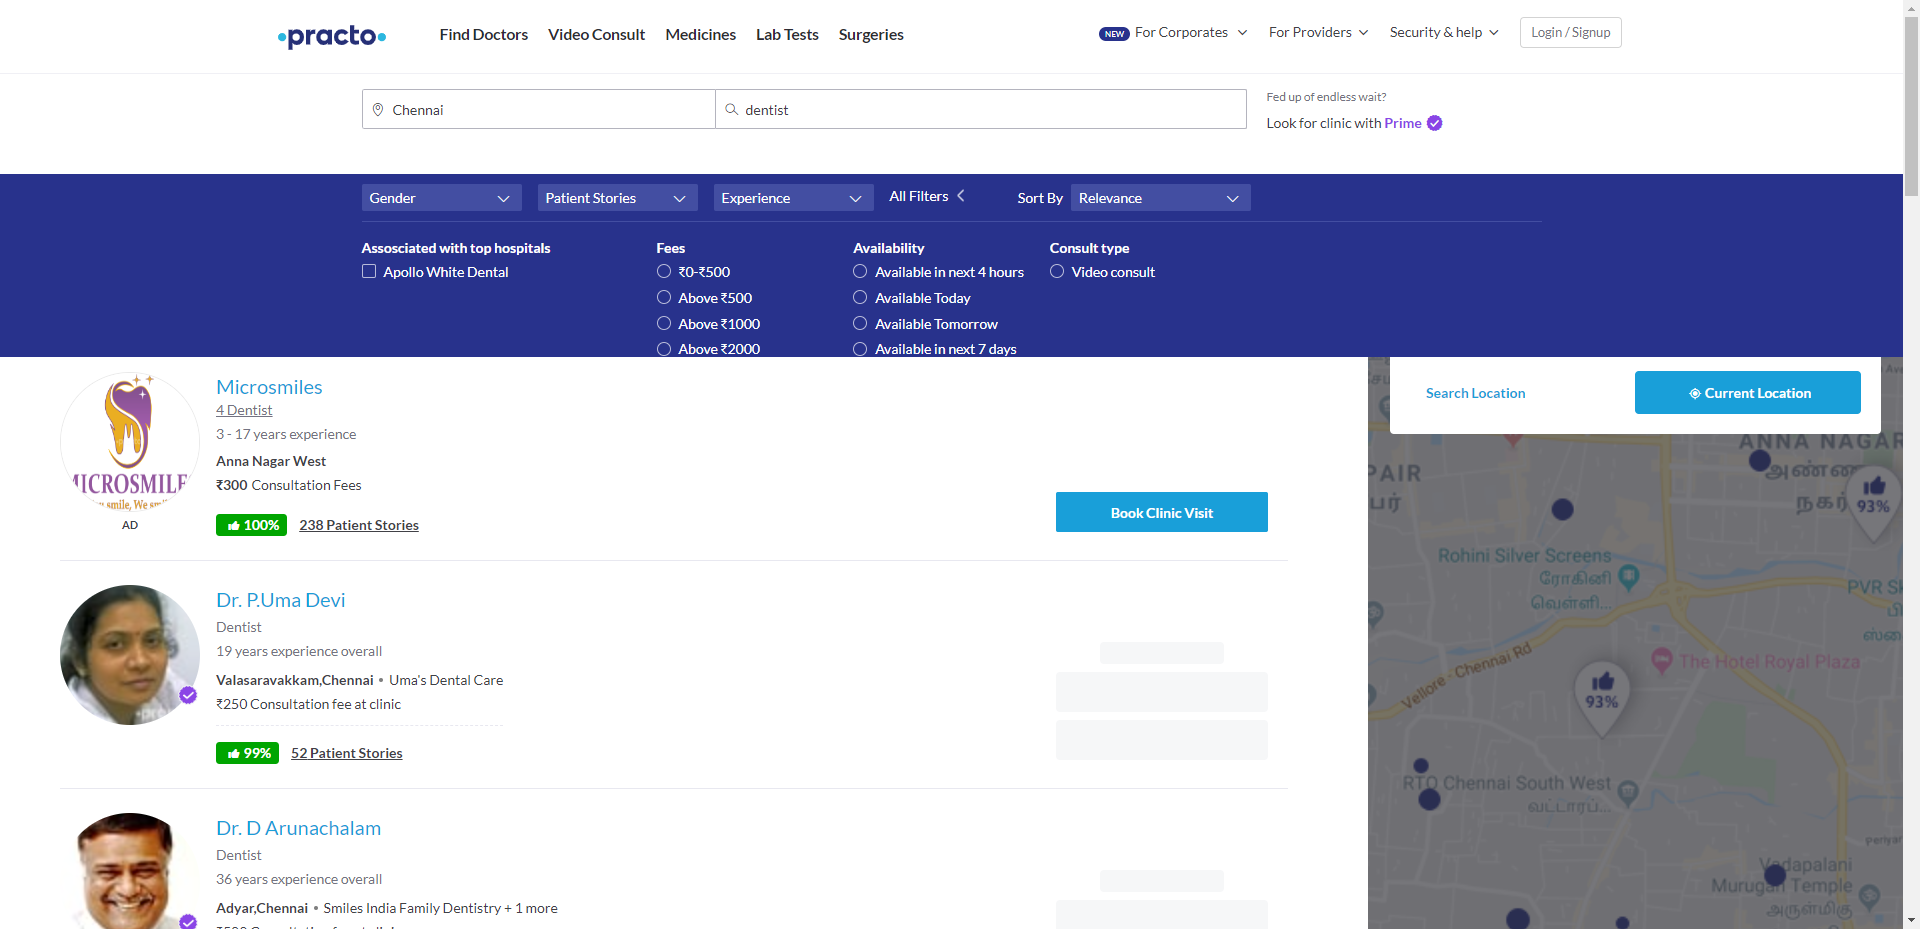 practo
Find Doctors
Video Consult
Medicines
Lab Tests
Surgeries
NEW For Corporates
For Providers
Security & help
Login / Signup
Chennai
dentist
Fed up of endless wait?
Look for clinic with Prime
Gender
Patient Stories
Experience
All Filters
Sort By
Relevance
Assosciated with top hospitals
Apollo White Dental
Fees
₹0-₹500
Above ₹500
Above ₹1000
Above ₹2000
Availability
Available in next 4 hours
Available Today
Available Tomorrow
Available in next 7 days
Consult type
Video consult
MICROSMILE
AD
Microsmiles
4 Dentist
3 - 17 years experience
Anna Nagar West
₹300 Consultation Fees
100% 238 Patient Stories
Book Clinic Visit
Dr. P.Uma Devi
Dentist
19 years experience overall
Valasaravakkam,Chennai • Uma's Dental Care
₹250 Consultation fee at clinic
99% 52 Patient Stories
Dr. D Arunachalam
Dentist
36 years experience overall
Adyar,Chennai • Smiles India Family Dentistry + 1 more
Search Location
Current Location
ANNA NAGAR
அண்ண
நகர்
PAIR
பர்
93%
Rohini Silver Screens
ரோகினி
வெள்ளி...
PVR Sk
ஸ்கை
The Hotel Royal Plaza
Vellore - Chennai Rd
93%
RTO Chennai South West
வட்டாரப்...
Vadapalani
Murugan Temple
அருள்மிகு